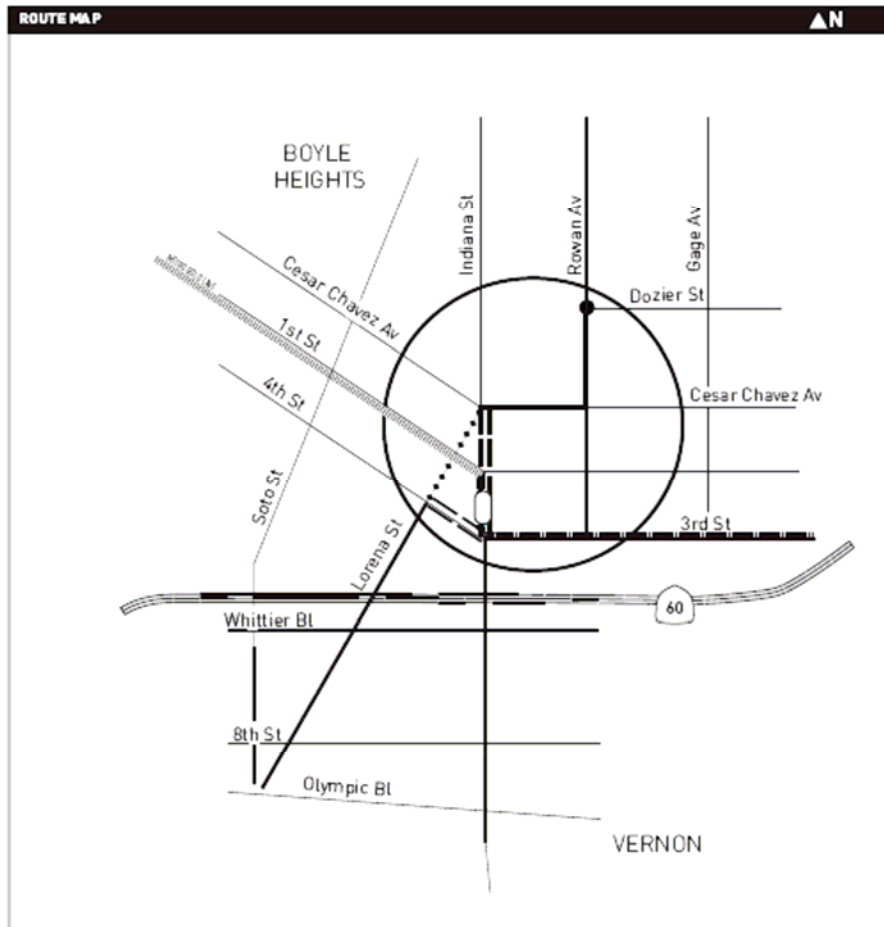 ROUTE MAP
N
BOYLE
HEIGHTS
Indiana St
Rowan Av
Gage Av
Cesar Chavez Av
Dozier St
1st St
4th St
Cesar Chavez Av
Soto St
Lorena St
3rd St
60
Whittier Bl
8th St
Olympic Bl
VERNON